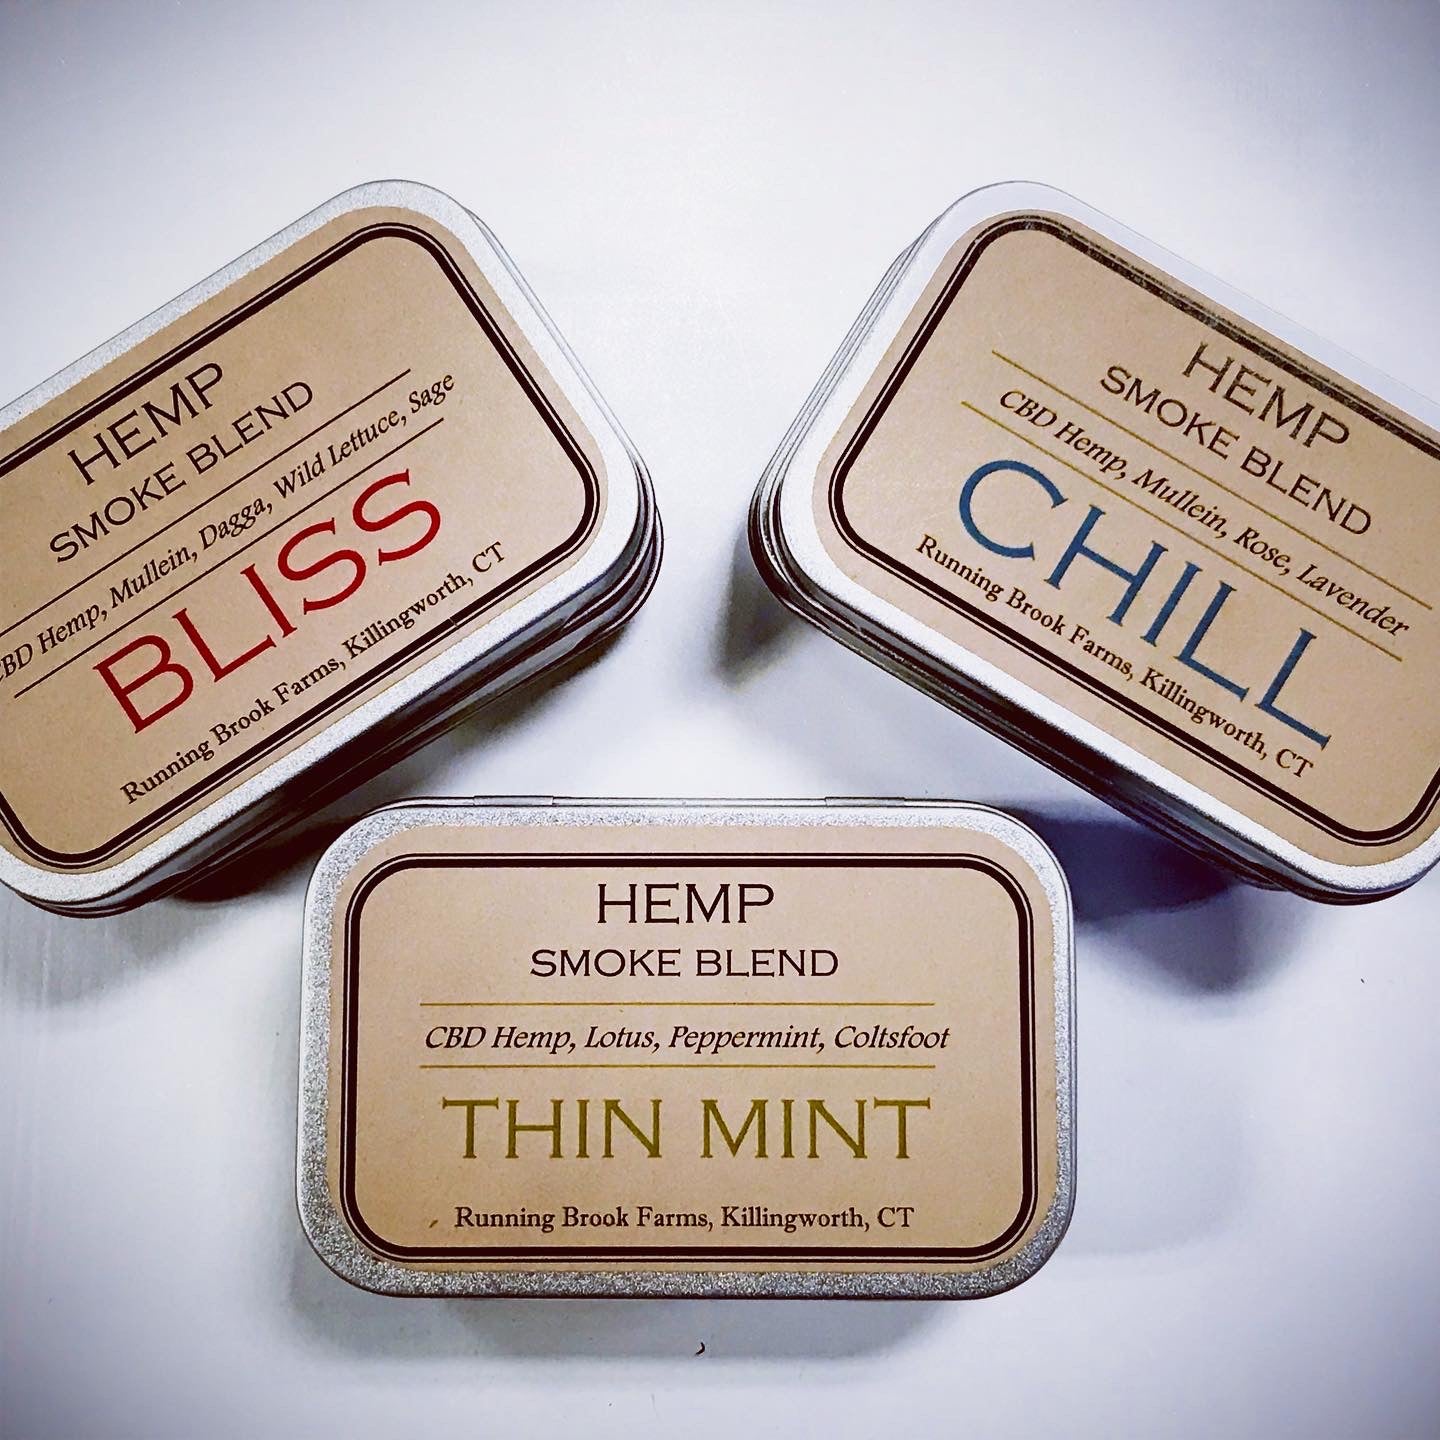 HEMP
SMOKE BLEND
CBD Hemp, Mullein, Dagga, Wild Lettuce, Sage
BLISS
Running Brook Farms, Killingworth, CT
HEMP
SMOKE BLEND
CBD Hemp, Mullein, Rose, Lavender
CHILL
Running Brook Farms, Killingworth, CT
HEMP
SMOKE BLEND
CBD Hemp, Lotus, Peppermint, Coltsfoot
THIN MINT
Running Brook Farms, Killingworth, CT